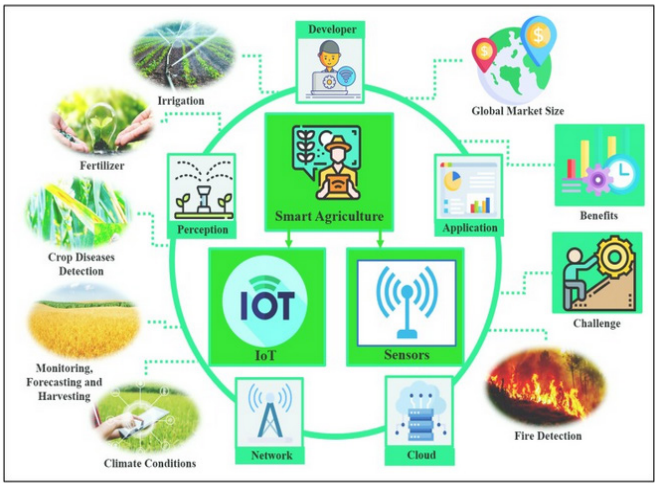 Developer
Irrigation
Global Market Size
Fertilizer
Smart Agriculture
Perception
Application
Benefits
Crop Diseases
Detection
IOT
IoT
Sensors
Challenge
Monitoring,
Forecasting and
Harvesting
Fire Detection
Climate Conditions
Network
Cloud